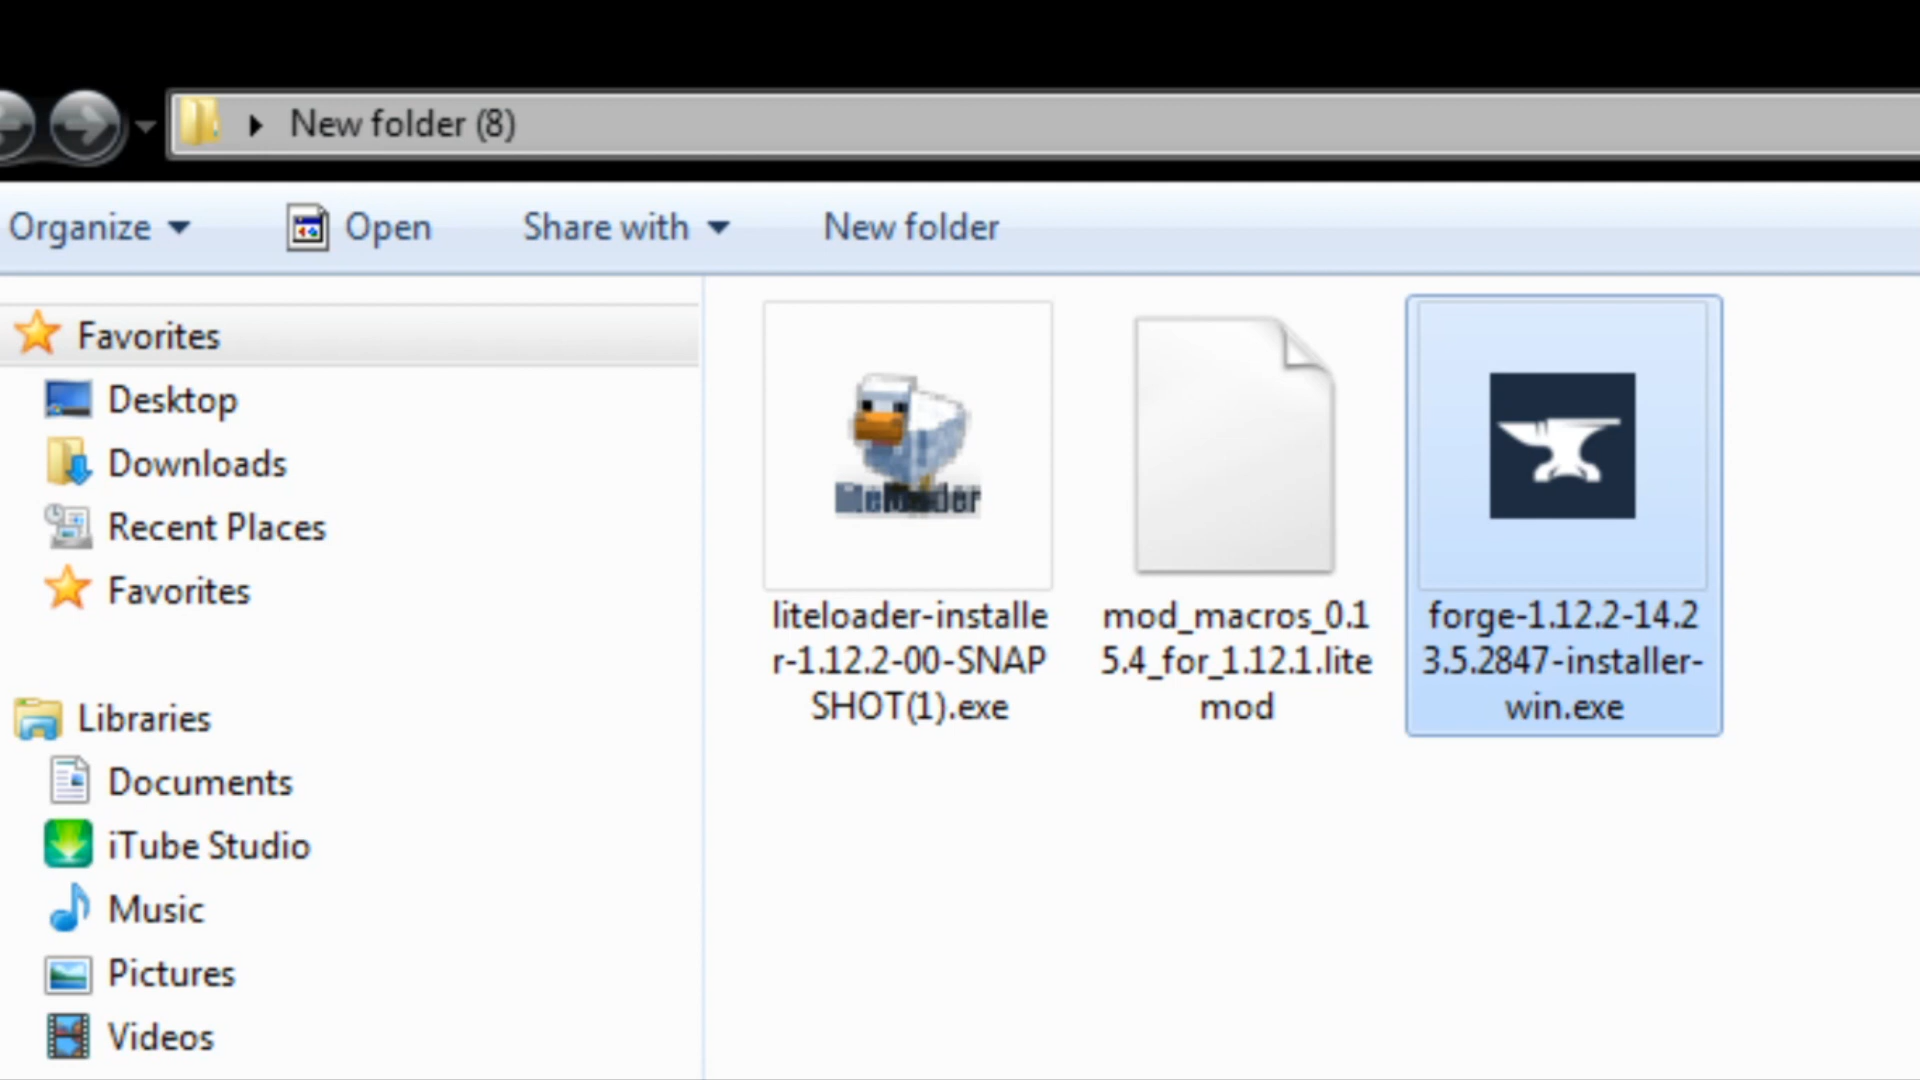 New folder (8)
Organize
Open
Share with
New folder
Favorites
Desktop
Downloads
Recent Places
Favorites
Libraries
Documents
iTube Studio
Music
Pictures
Videos
liteloader-installe
r-1.12.2-00-SNAP
SHOT(1).exe
mod_macros_0.1
5.4_for_1.12.1.lite
mod
forge-1.12.2-14.2
3.5.2847-installer-
win.exe